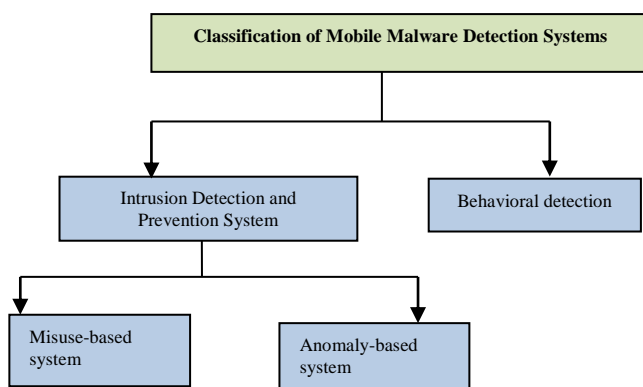 Classification of Mobile Malware Detection Systems
Intrusion Detection and
Prevention System
Behavioral detection
Misuse-based
system
Anomaly-based
system